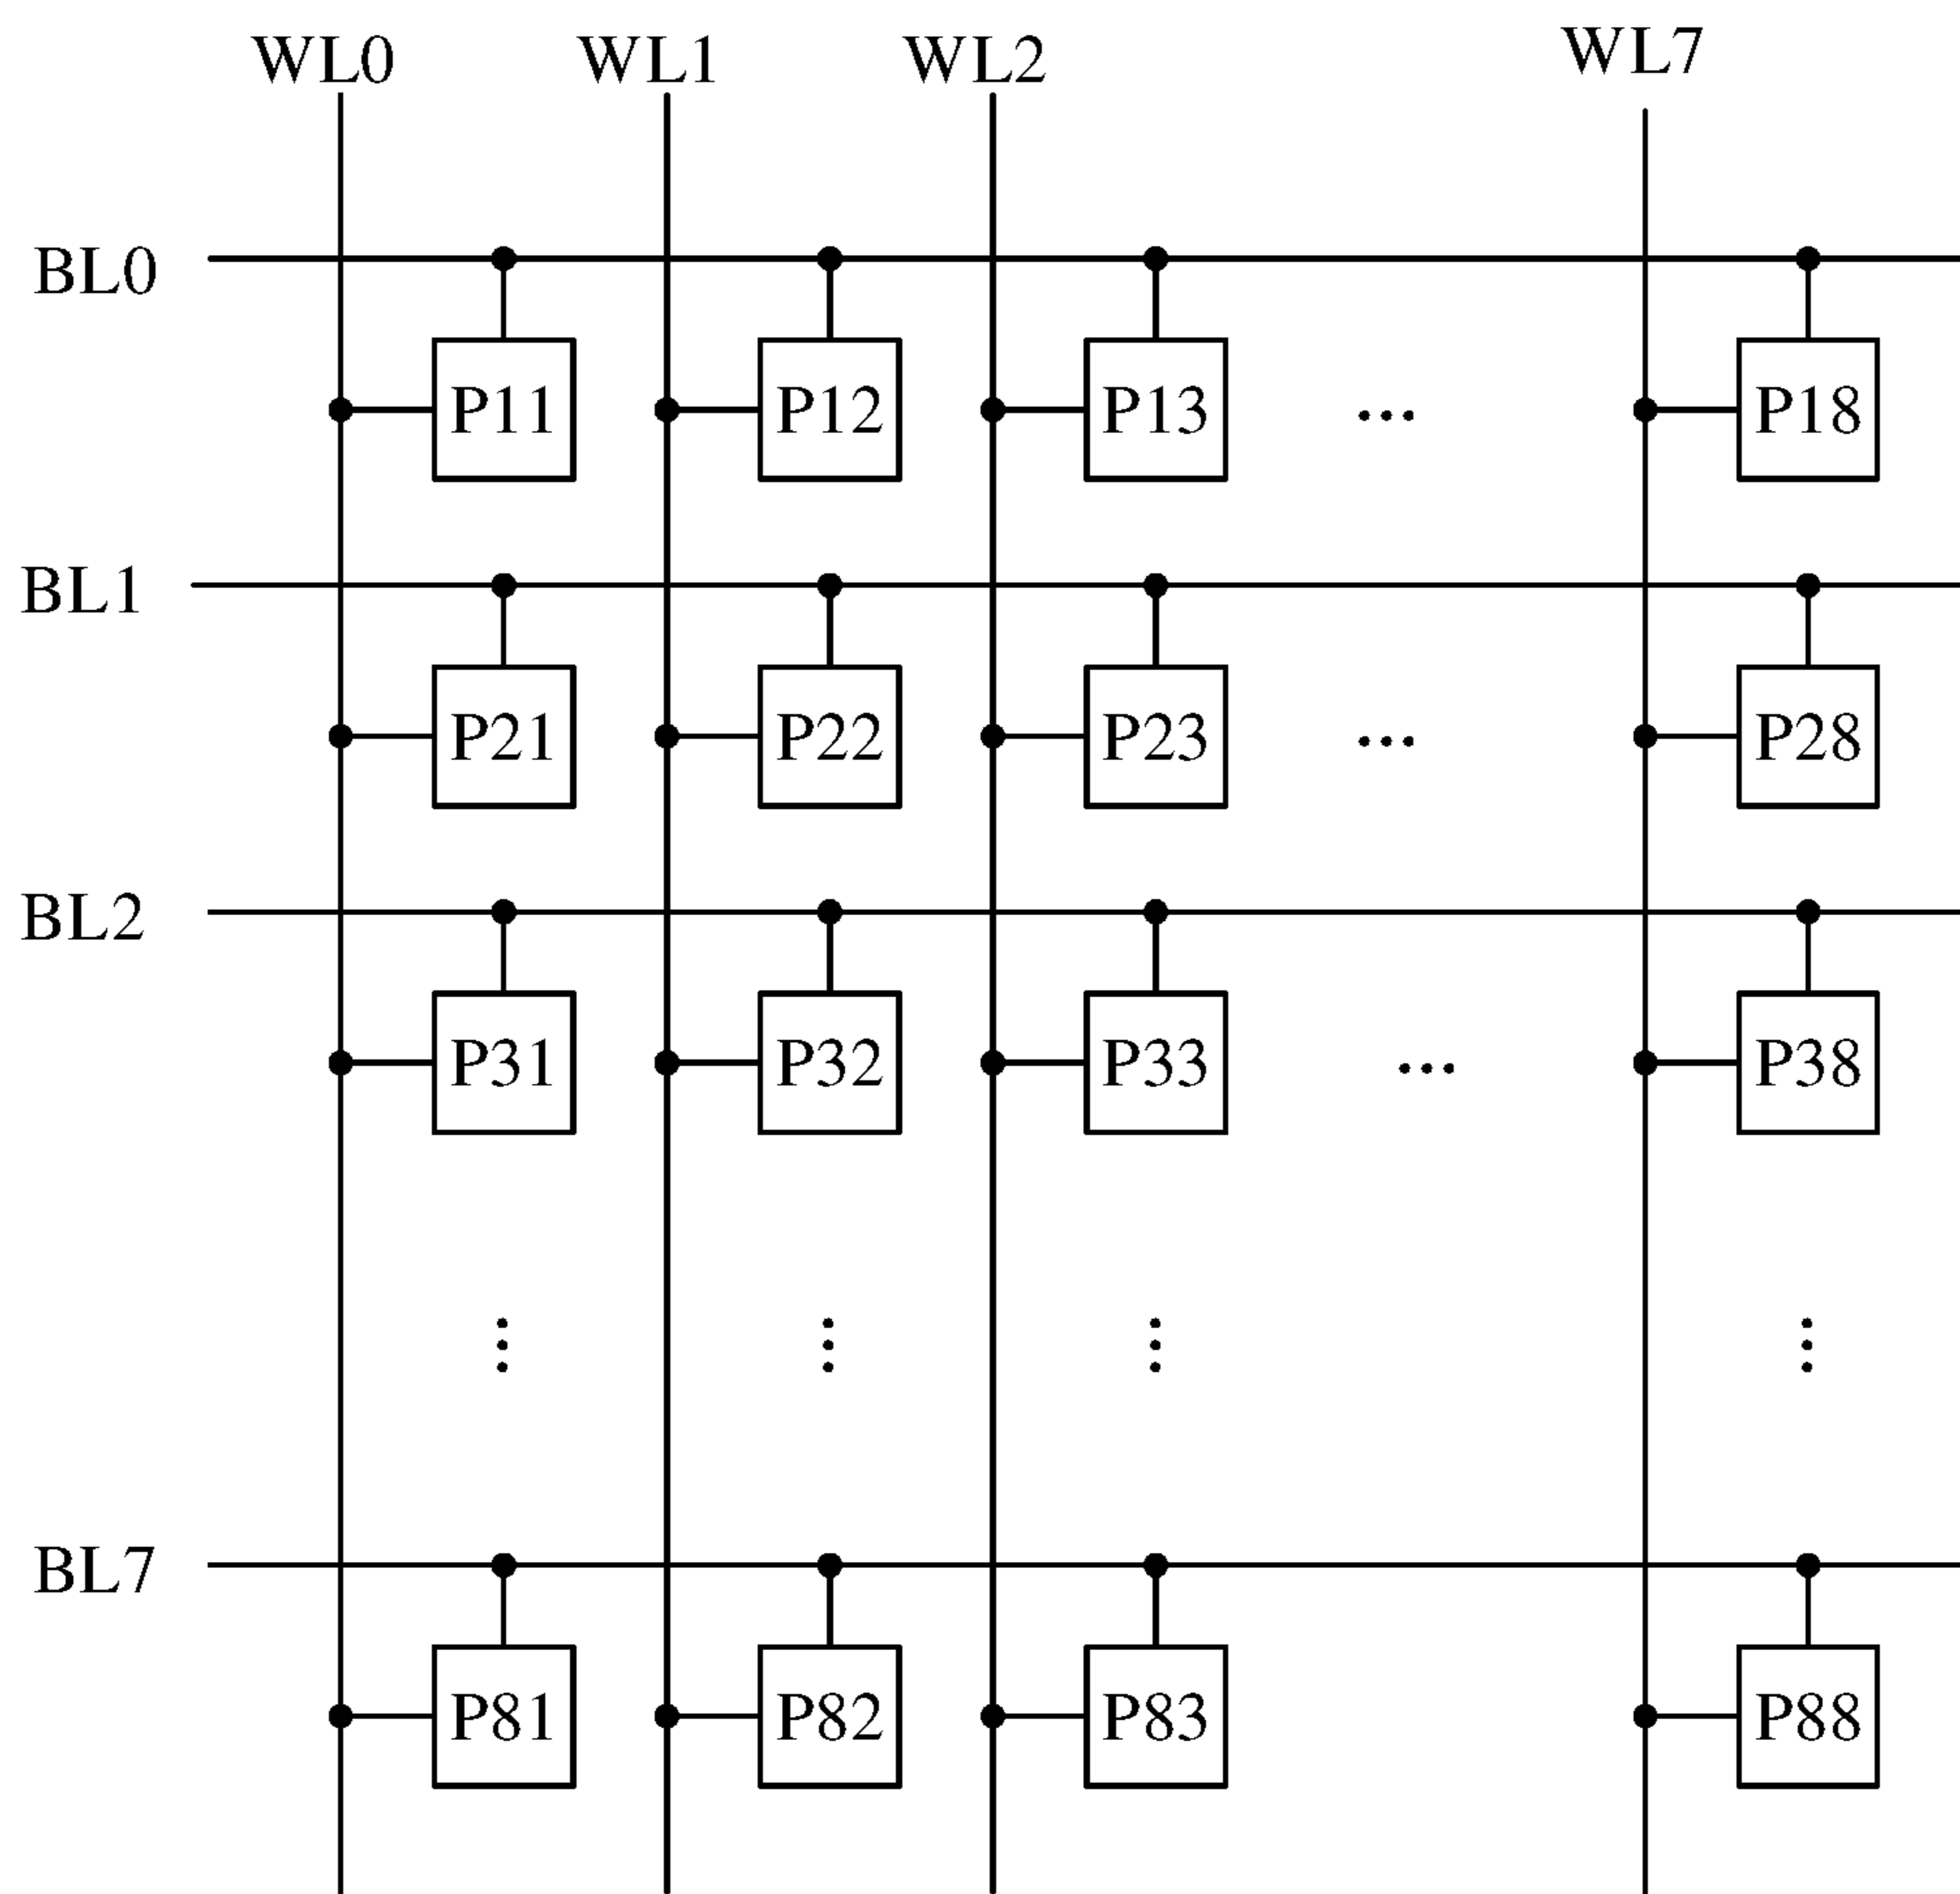 WL0 WL1 WL2 WL7
BL0
P11 P12 P13 ... P18
BL1
P21 P22 P23 ... P28
BL2
P31 P32 P33 ... P38
BL7
P81 P82 P83 P88